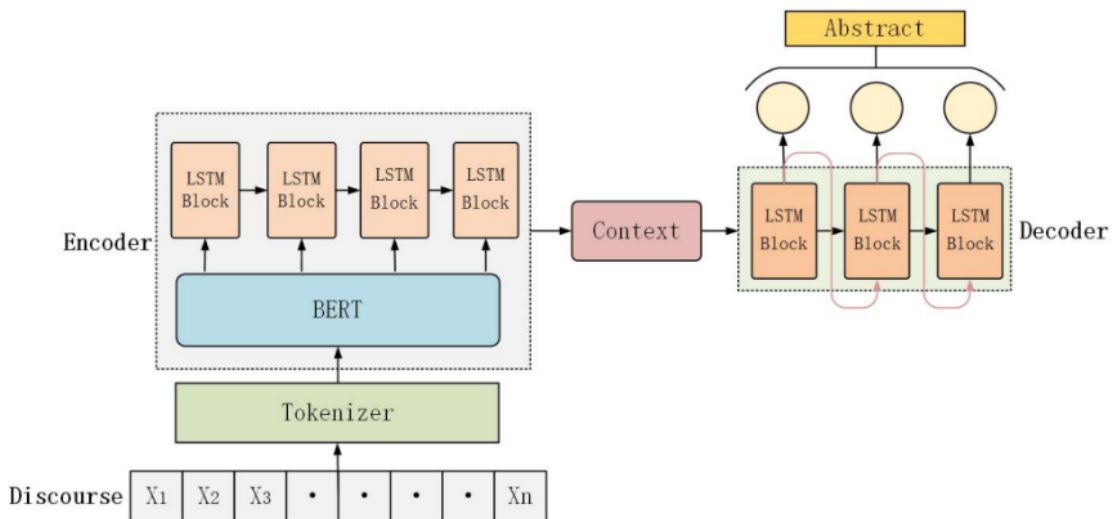 Abstract
LSTM
Block
LSTM
Block
LSTM
Block
LSTM
Block
Encoder
BERT
Context
LSTM
Block
LSTM
Block
LSTM
Block
Decoder
Tokenizer
Discourse X1 X2 X3 • • • • Xn